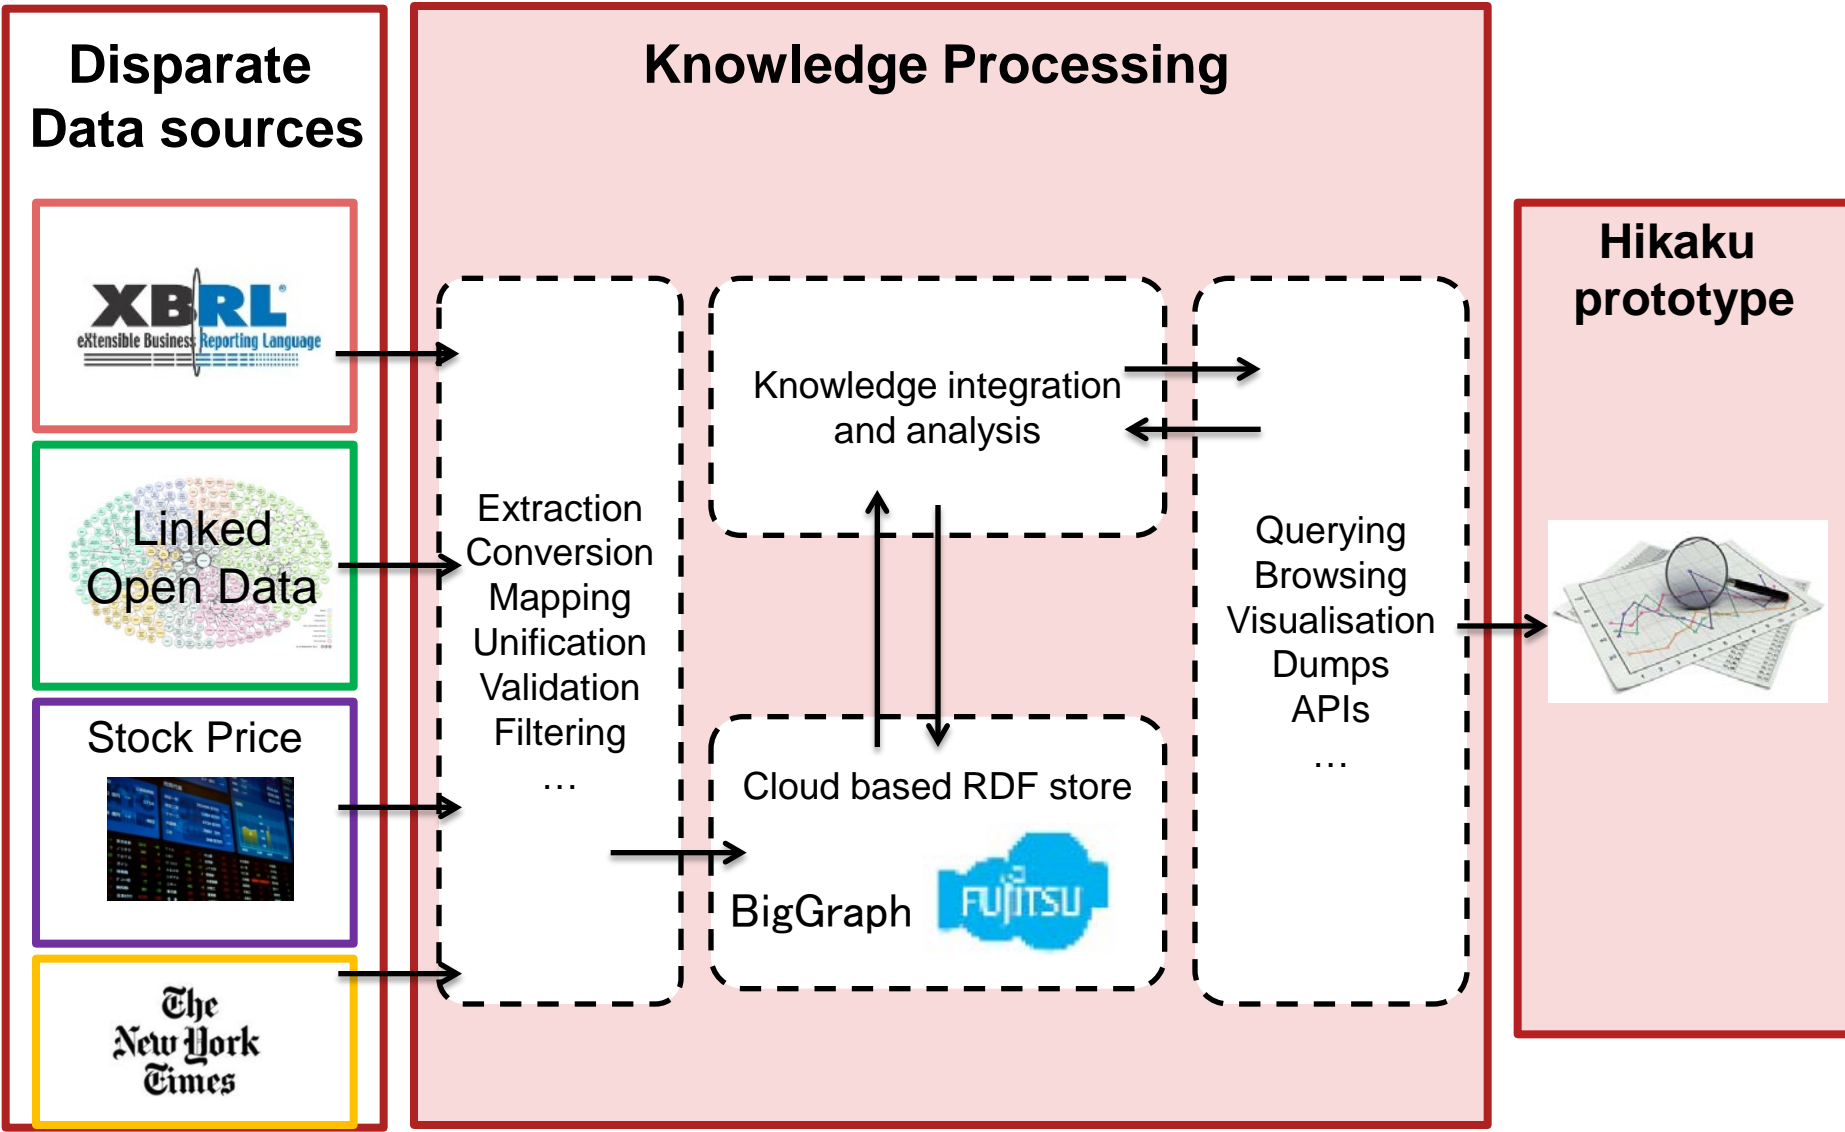 Disparate
Data sources
XBRL®
eXtensible Business Reporting Language
Linked
Open Data
Stock Price
The
New York
Times
Knowledge Processing
Extraction
Conversion
Mapping
Unification
Validation
Filtering
...
Knowledge integration
and analysis
Cloud based RDF store
BigGraph
FUJITSU
Querying
Browsing
Visualisation
Dumps
APIs
...
Hikaku
prototype